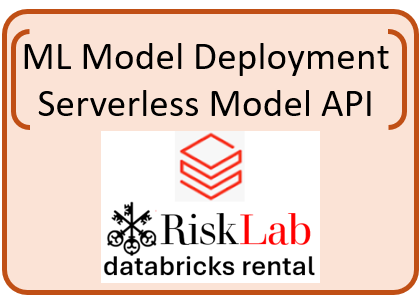 ML Model Deployment
Serverless Model API
RiskLab
databricks rental